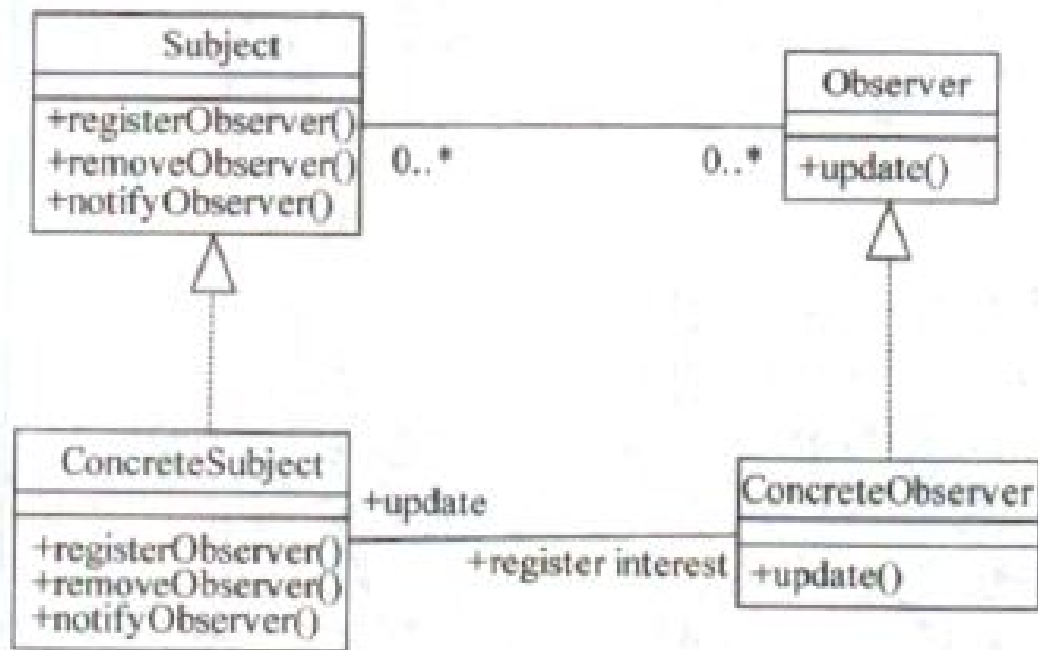 Subject
+registerObserver()
+removeObserver()
+notifyObserver()
0..*
0..*
Observer
+update()
ConcreteSubject
+registerObserver()
+removeObserver()
+notifyObserver()
+update
+register interest
ConcreteObserver
+update()